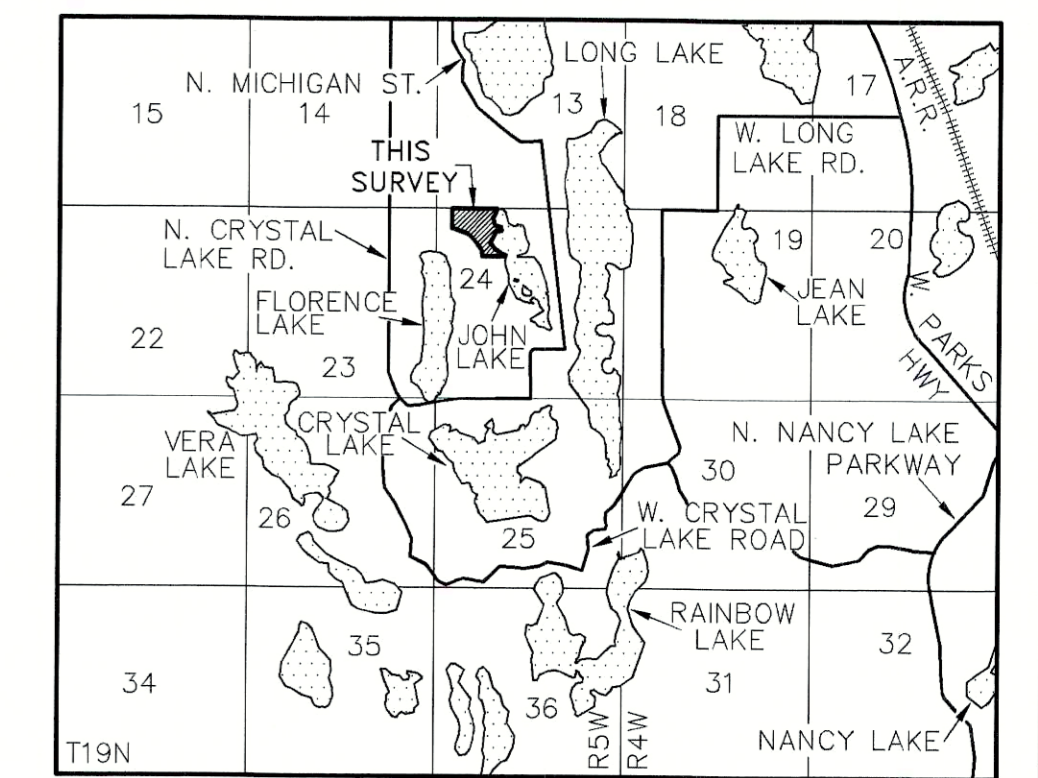 LONG LAKE
N. MICHIGAN ST.
15
14
13
18
17
A.R.R.
W. LONG
LAKE RD.
THIS
SURVEY
N. CRYSTAL
LAKE RD.
24
19
20
FLORENCE
LAKE
JOHN
LAKE
JEAN
LAKE
W. PARKS
HWY
22
23
CRYSTAL
LAKE
VERA
LAKE
N. NANCY LAKE
PARKWAY
30
29
27
26
25
W. CRYSTAL
LAKE ROAD
RAINBOW
LAKE
35
32
34
36
31
R5W
R4W
NANCY LAKE
T19N